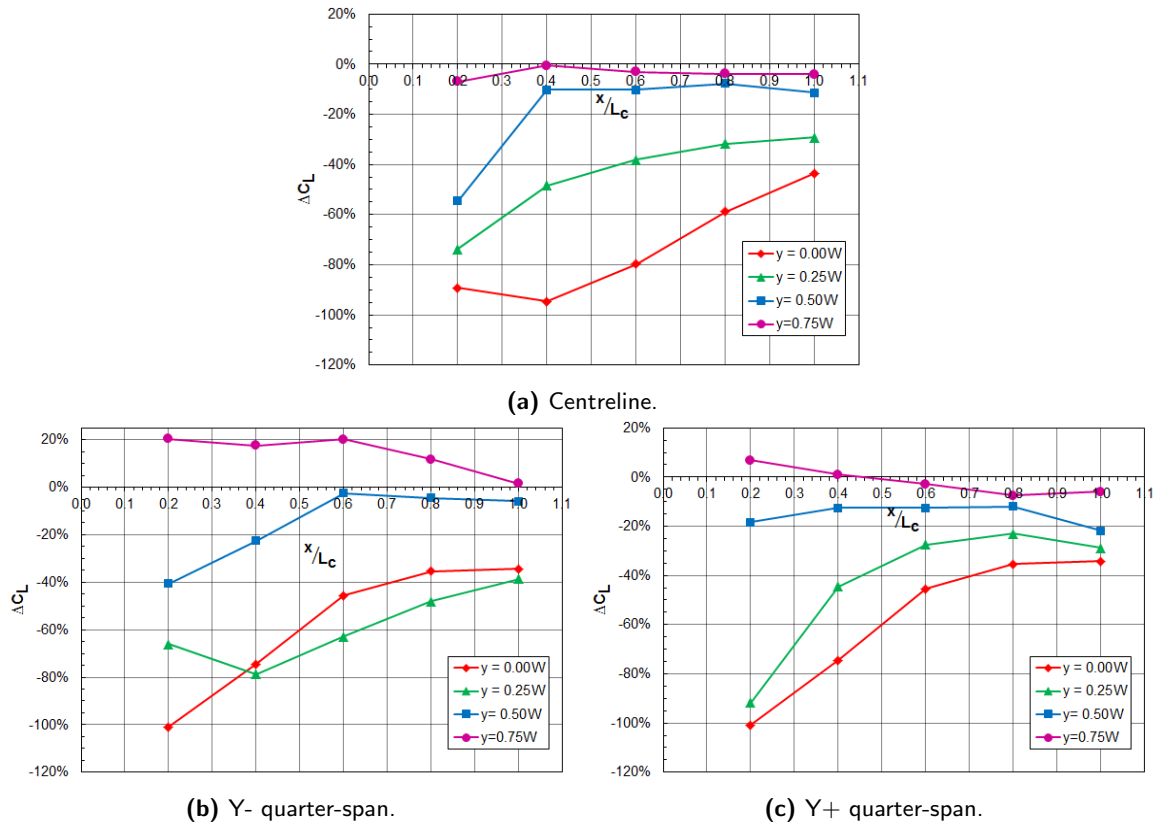 20%
0%
0.0 0.1 0.2 0.3 0.4 0.5 0.6 0.7 0.8 0.9 1.0 1.1
x/Lc
-20%
-40%
ΔCL
-60%
-80%
-100%
-120%
y = 0.00W
y = 0.25W
y= 0.50W
y=0.75W
(a) Centreline.
20%
0%
0.0 0.1 0.2 0.3 0.4 0.5 0.6 0.7 0.8 0.9 1.0 1.1
-20%
x/Lc
-40%
ΔCL
-60%
-80%
-100%
-120%
y = 0.00W
y = 0.25W
y= 0.50W
y=0.75W
(b) Y- quarter-span.
20%
0%
0.0 0.1 0.2 0.3 0.4 0.5 0.6 0.7 0.8 0.9 1.0 1.1
x/Lc
-20%
-40%
ΔCL
-60%
-80%
-100%
-120%
y = 0.00W
y = 0.25W
y= 0.50W
y=0.75W
(c) Y+ quarter-span.